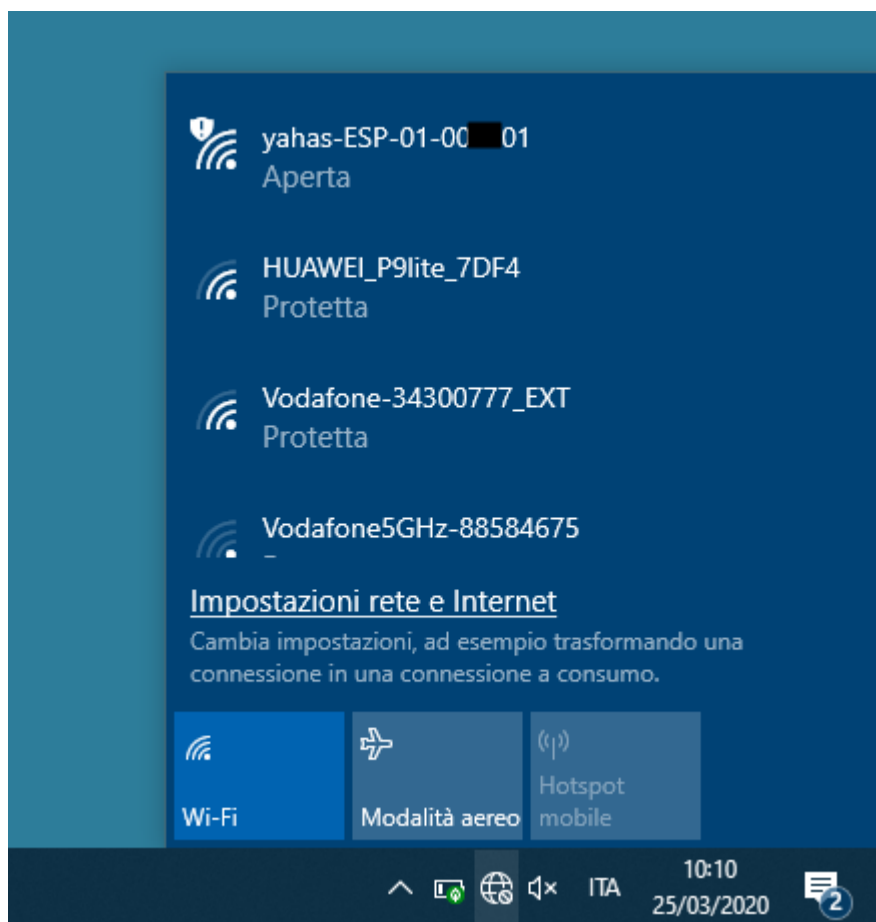 yahas-ESP-01-00 01
Aperta
HUAWEI_P9lite_7DF4
Protetta
Vodafone-34300777_EXT
Protetta
Vodafone5GHz-88584675
Impostazioni rete e Internet
Cambia impostazioni, ad esempio trasformando una
connessione in una connessione a consumo.
Wi-Fi
Modalità aereo
Hotspot
mobile
ITA
10:10
25/03/2020
2